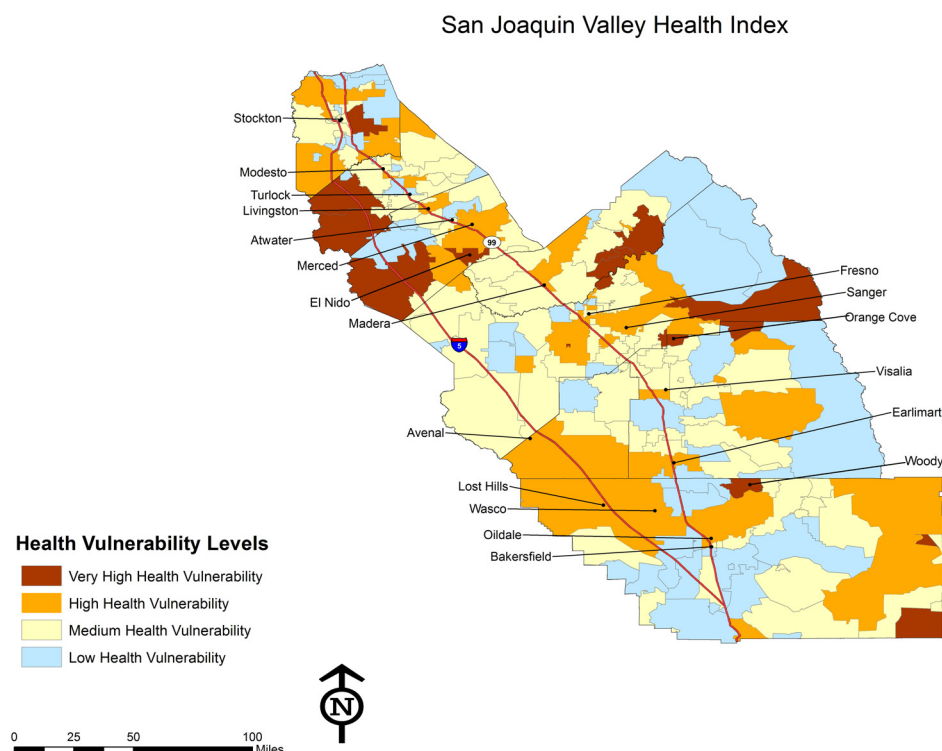 San Joaquin Valley Health Index
Stockton
Modesto
Turlock
Livingston
Atwater
Merced
El Nido
Madera
99
5
Fresno
Sanger
Orange Cove
Visalia
Avenal
Earlimart
Woody
Lost Hills
Wasco
Oildale
Bakersfield
Health Vulnerability Levels
Very High Health Vulnerability
High Health Vulnerability
Medium Health Vulnerability
Low Health Vulnerability
N
0 25 50 100
Miles